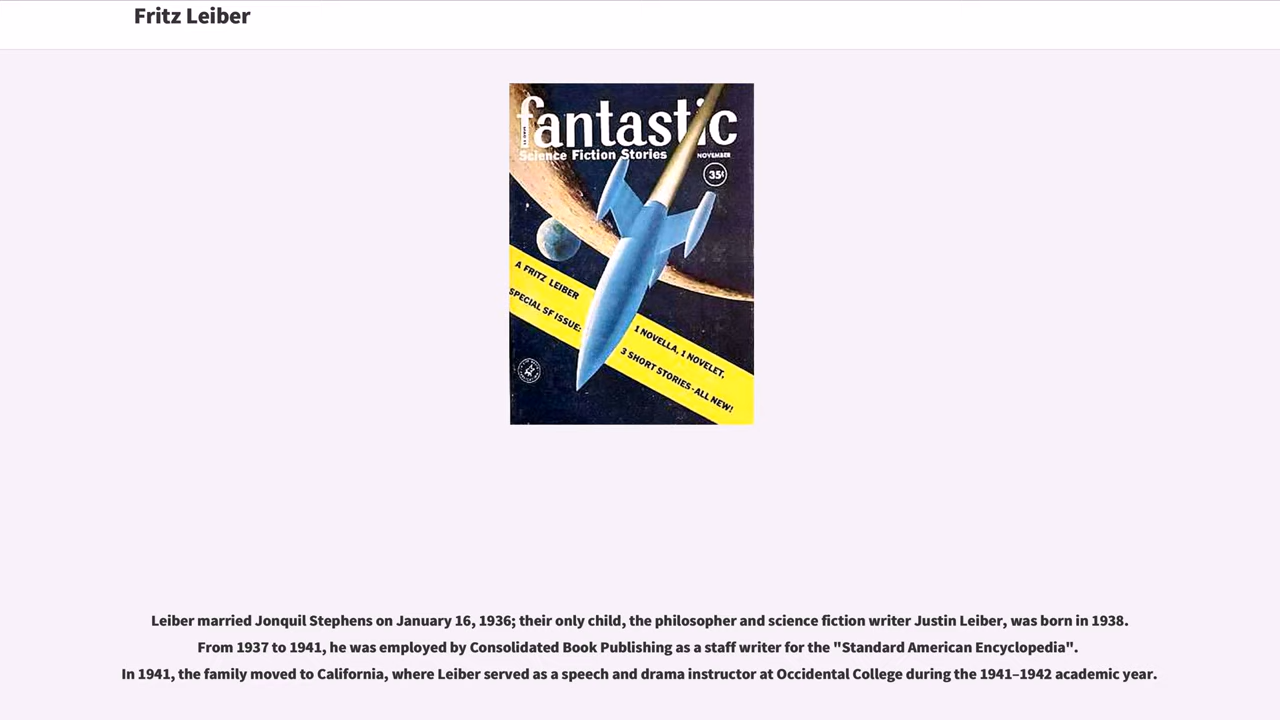 Fritz Leiber
fantastic
Science Fiction Stories
NOVEMBER
35¢
A FRITZ LEIBER
SPECIAL SF ISSUE:
1 NOVELLA, 1 NOVELET,
3 SHORT STORIES-ALL NEW!
Leiber married Jonquil Stephens on January 16, 1936; their only child, the philosopher and science fiction writer Justin Leiber, was born in 1938.
From 1937 to 1941, he was employed by Consolidated Book Publishing as a staff writer for the "Standard American Encyclopedia".
In 1941, the family moved to California, where Leiber served as a speech and drama instructor at Occidental College during the 1941–1942 academic year.